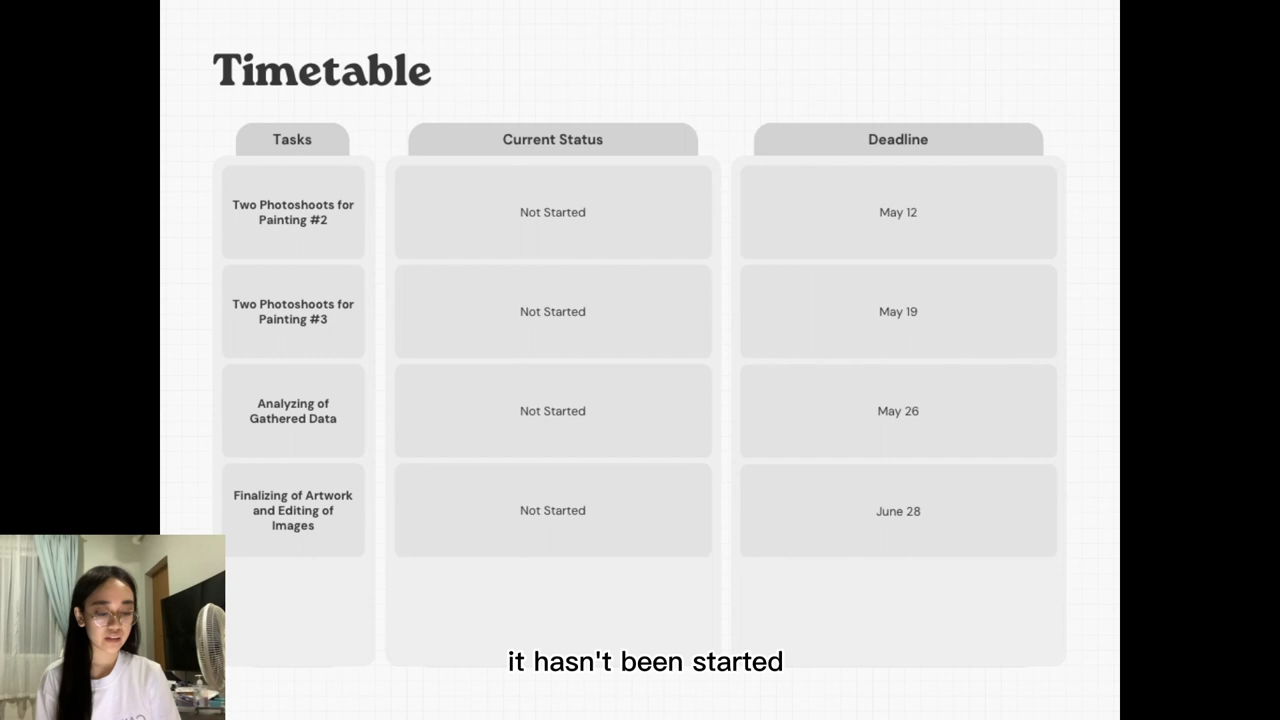 Timetable
Tasks
Current Status
Deadline
Two Photoshoots for
Painting #2
Not Started
May 12
Two Photoshoots for
Painting #3
Not Started
May 19
Analyzing of
Gathered Data
Not Started
May 26
Finalizing of Artwork
and Editing of
Images
Not Started
June 28
it hasn't been started